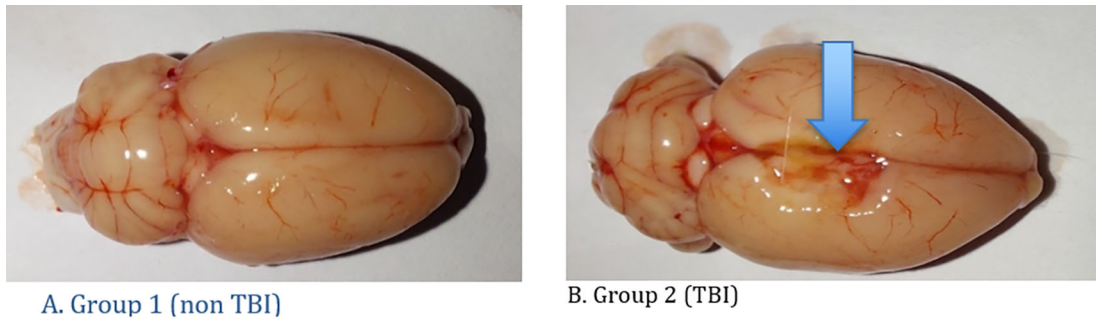 A. Group 1 (non TBI)
B. Group 2 (TBI)